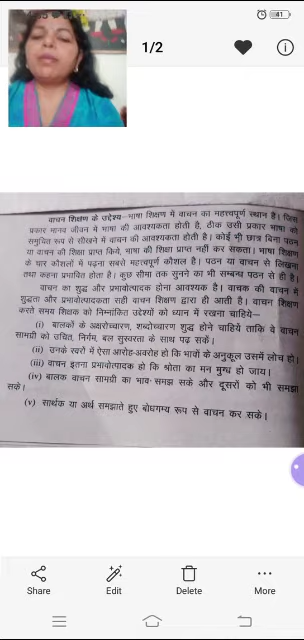 41
1/2
वाचन शिक्षण के उद्देश्य–भाषा शिक्षण में वाचन का महत्त्वपूर्ण स्थान है। जिस
प्रकार मानव जीवन में भाषा की आवश्यकता होती है, ठीक उसी प्रकार भाषा को
समुचित रूप से सीखने में वाचन की आवश्यकता होती है। कोई भी छात्र बिना पठन
या वाचन की शिक्षा प्राप्त किये, भाषा की शिक्षा प्राप्त नहीं कर सकता। भाषा शिक्षण
के चार कौशलों में पढ़ना सबसे महत्त्वपूर्ण कौशल है। पठन या वाचन से लिखना
तथा कहना प्रभावित होता है। कुछ सीमा तक सुनने का भी सम्बन्ध पठन से ही है।
वाचन का शुद्ध और प्रभावोत्पादक होना आवश्यक है। वाचक की वाचन में
शुद्धता और प्रभावोत्पादकता सही वाचन शिक्षण द्वारा ही आती है। वाचन शिक्षण
करते समय शिक्षक को निम्नांकित उद्देश्यों को ध्यान में रखना चाहिये–
(i) बालकों के अक्षरोच्चारण, शब्दोच्चारण शुद्ध होने चाहिये ताकि वे वाचन
सामग्री को उचित, निर्गम, बल सुस्वरता के साथ पढ़ सकें।
(ii) उनके स्वरों में ऐसा आरोह-अवरोह हो कि भावों के अनुकूल उसमें लोच हो।
(iii) वाचन इतना प्रभावोत्पादक हो कि श्रोता का मन मुग्ध हो जाय।
(iv) बालक वाचन सामग्री का भाव समझ सकें और दूसरों को भी समझा
सकें।
(v) सार्थक या अर्थ समझाते हुए बोधगम्य रूप से वाचन कर सकें।
Share Edit Delete More